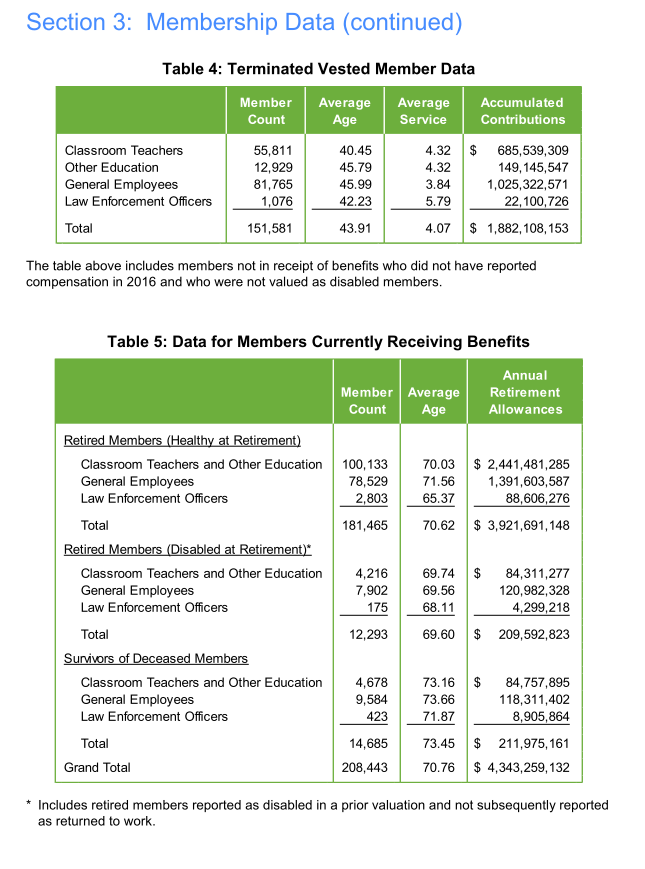 Section 3:  Membership Data (continued)
Table 4: Terminated Vested Member Data
Member Count Average Age Average Service Accumulated Contributions
Classroom Teachers 55,811 40.45 4.32 $ 685,539,309
Other Education 12,929 45.79 4.32 149,145,547
General Employees 81,765 45.99 3.84 1,025,322,571
Law Enforcement Officers 1,076 42.23 5.79 22,100,726
Total 151,581 43.91 4.07 $ 1,882,108,153
The table above includes members not in receipt of benefits who did not have reported
compensation in 2016 and who were not valued as disabled members.
Table 5: Data for Members Currently Receiving Benefits
Member Count Average Age Annual Retirement Allowances
Retired Members (Healthy at Retirement)
Classroom Teachers and Other Education 100,133 70.03 $ 2,441,481,285
General Employees 78,529 71.56 1,391,603,587
Law Enforcement Officers 2,803 65.37 88,606,276
Total 181,465 70.62 $ 3,921,691,148
Retired Members (Disabled at Retirement)*
Classroom Teachers and Other Education 4,216 69.74 $ 84,311,277
General Employees 7,902 69.56 120,982,328
Law Enforcement Officers 175 68.11 4,299,218
Total 12,293 69.60 $ 209,592,823
Survivors of Deceased Members
Classroom Teachers and Other Education 4,678 73.16 $ 84,757,895
General Employees 9,584 73.66 118,311,402
Law Enforcement Officers 423 71.87 8,905,864
Total 14,685 73.45 $ 211,975,161
Grand Total 208,443 70.76 $ 4,343,259,132
* Includes retired members reported as disabled in a prior valuation and not subsequently reported
as returned to work.